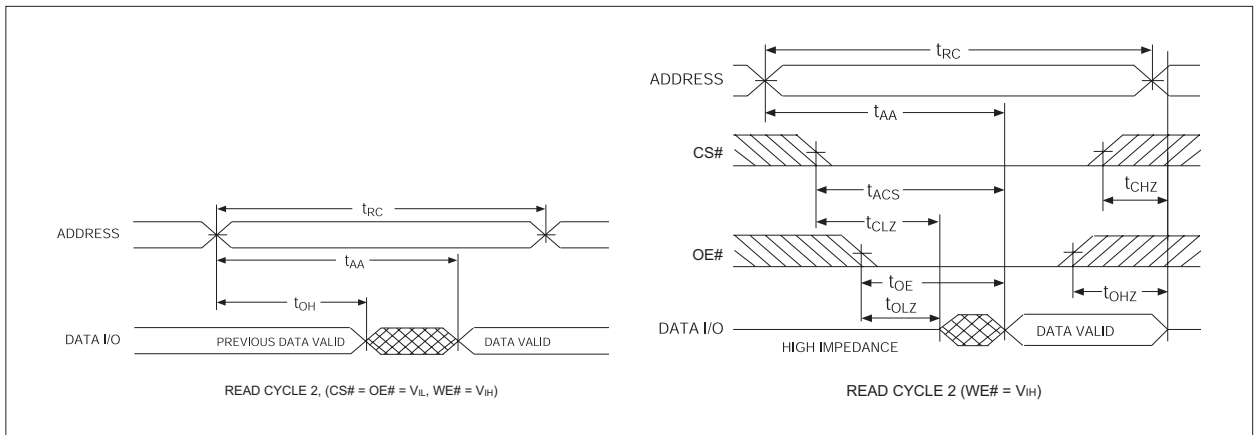 tRC
ADDRESS
tAA
tOH
DATA I/O
PREVIOUS DATA VALID
DATA VALID
READ CYCLE 2, (CS# = OE# = VIL, WE# = VIH)
tRC
ADDRESS
tAA
CS#
tACS
tCHZ
tCLZ
OE#
tOE
tOLZ
tOHZ
DATA I/O
HIGH IMPEDANCE
DATA VALID
READ CYCLE 2 (WE# = VIH)